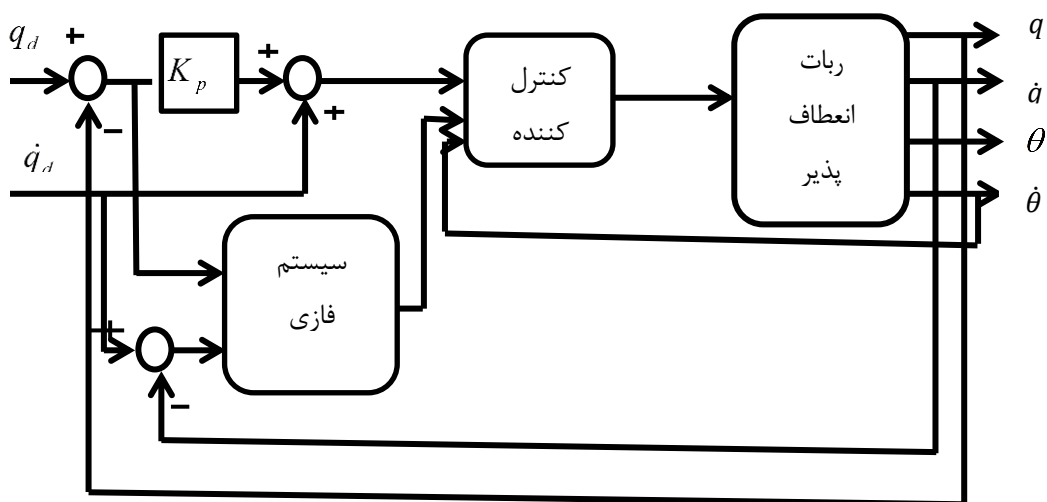 q_d
+
K_p
+
+
−
کنترل
کننده
ربات
انعطاف
پذیر
q
q̇
θ
θ̇
q̇_d
سیستم
فازی
+
−